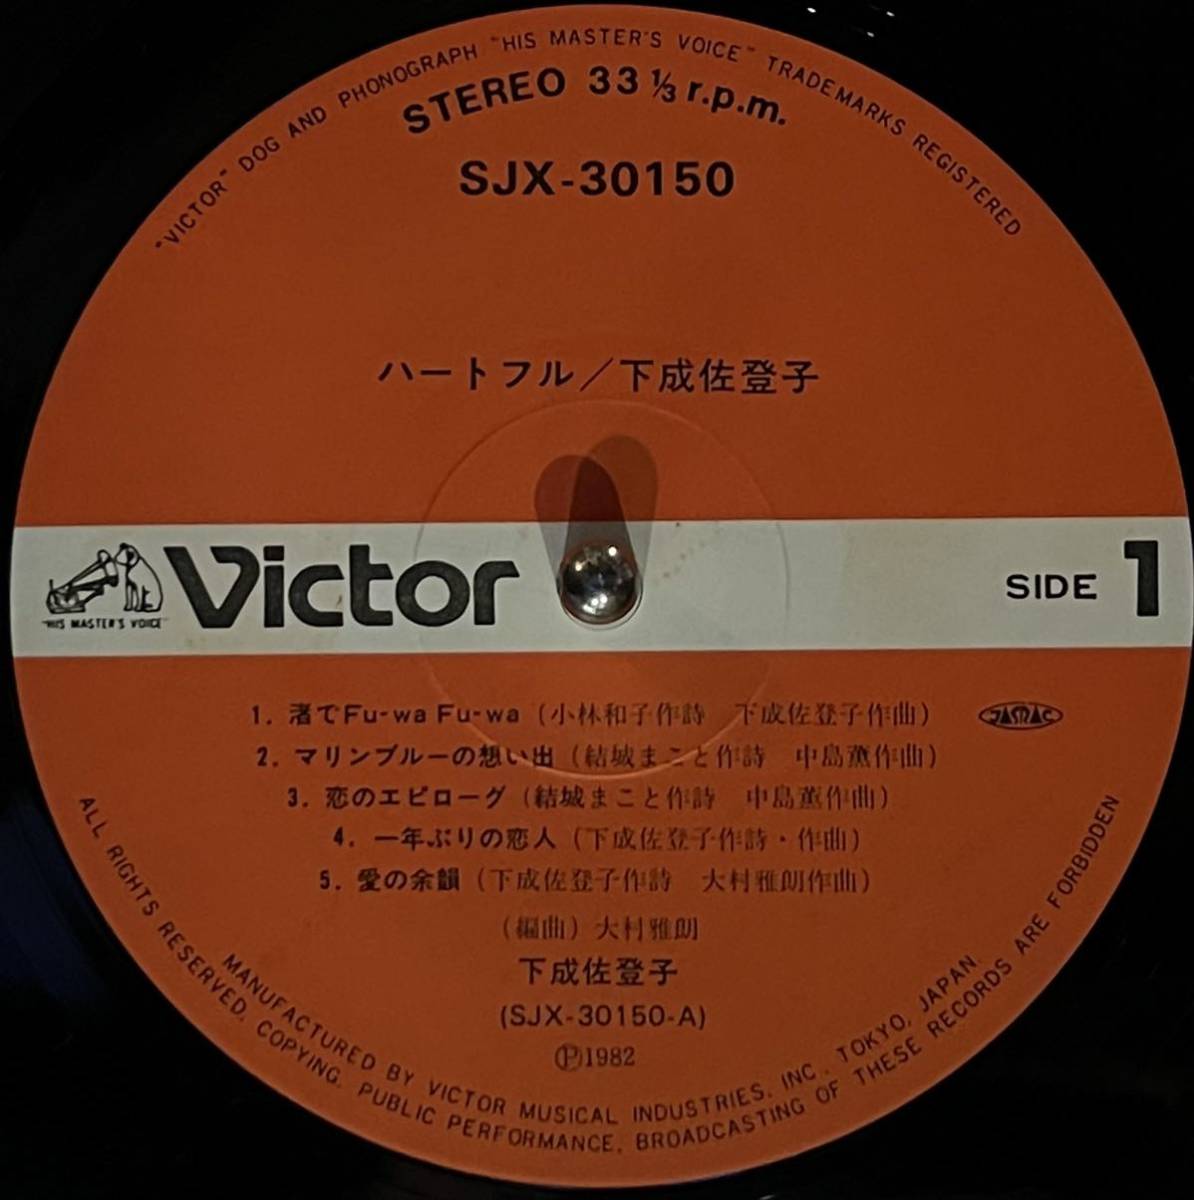 "VICTOR" DOG AND PHONOGRAPH "HIS MASTER'S VOICE" TRADEMARKS REGISTERED
STEREO 33 1/3 r.p.m.
SJX-30150
ハートフル/下成佐登子
"HIS MASTER'S VOICE"
Victor
SIDE 1
1. 渚でFu-wa Fu-wa (小林和子作詩 下成佐登子作曲) JASRAC
2. マリンブルーの想い出 (結城まこと作詩 中島薫作曲)
3. 恋のエピローグ (結城まこと作詩 中島薫作曲)
4. 一年ぶりの恋人 (下成佐登子作詩・作曲)
5. 愛の余韻 (下成佐登子作詩 大村雅朗作曲)
(編曲) 大村雅朗
下成佐登子
(SJX-30150-A)
Ⓟ1982
MANUFACTURED BY VICTOR MUSICAL INDUSTRIES, INC., TOKYO, JAPAN.
ALL RIGHTS RESERVED. COPYING, PUBLIC PERFORMANCE, BROADCASTING OF THESE RECORDS ARE FORBIDDEN